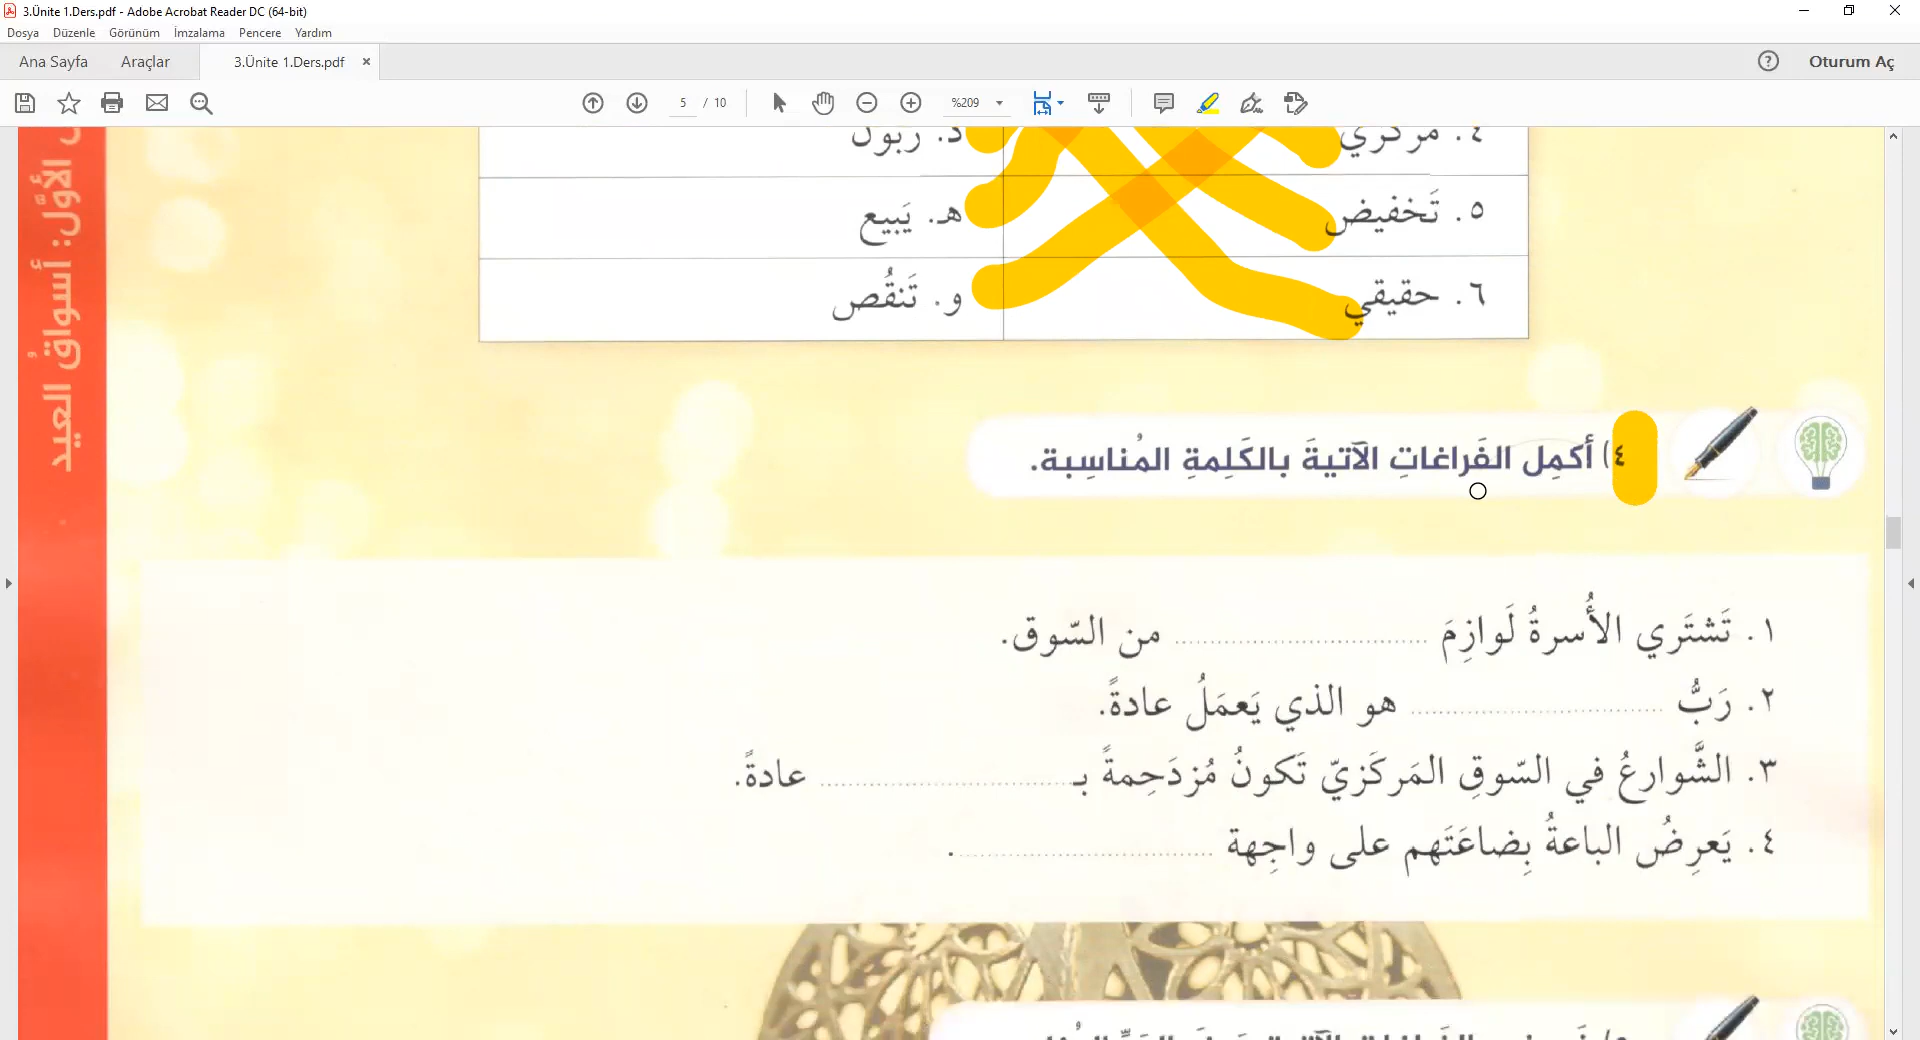 3.Ünite 1.Ders.pdf - Adobe Acrobat Reader DC (64-bit)
Dosya Düzenle Görünüm İmzalama Pencere Yardım
Ana Sayfa Araçlar 3.Ünite 1.Ders.pdf × ? Oturum Aç
5 / 10 %209
الأوّل: أسواقُ العيد
٤. مركزي د. زبون
٥. تَخفيض هـ. يَبيع
٦. حقيقي و. تَنقُص
٤) أكمِل الفَراغاتِ الآتيةَ بالكَلِمةِ المُناسِبة.
١. تَشتَري الأُسرةُ لَوازِمَ .......... من السّوق.
٢. رَبُّ .......... هو الذي يَعمَلُ عادةً.
٣. الشَّوارعُ في السّوقِ المَركَزيّ تَكونُ مُزدَحِمةً بـ .......... عادةً.
٤. يَعرِضُ الباعةُ بِضاعَتَهم على واجِهة .......... .